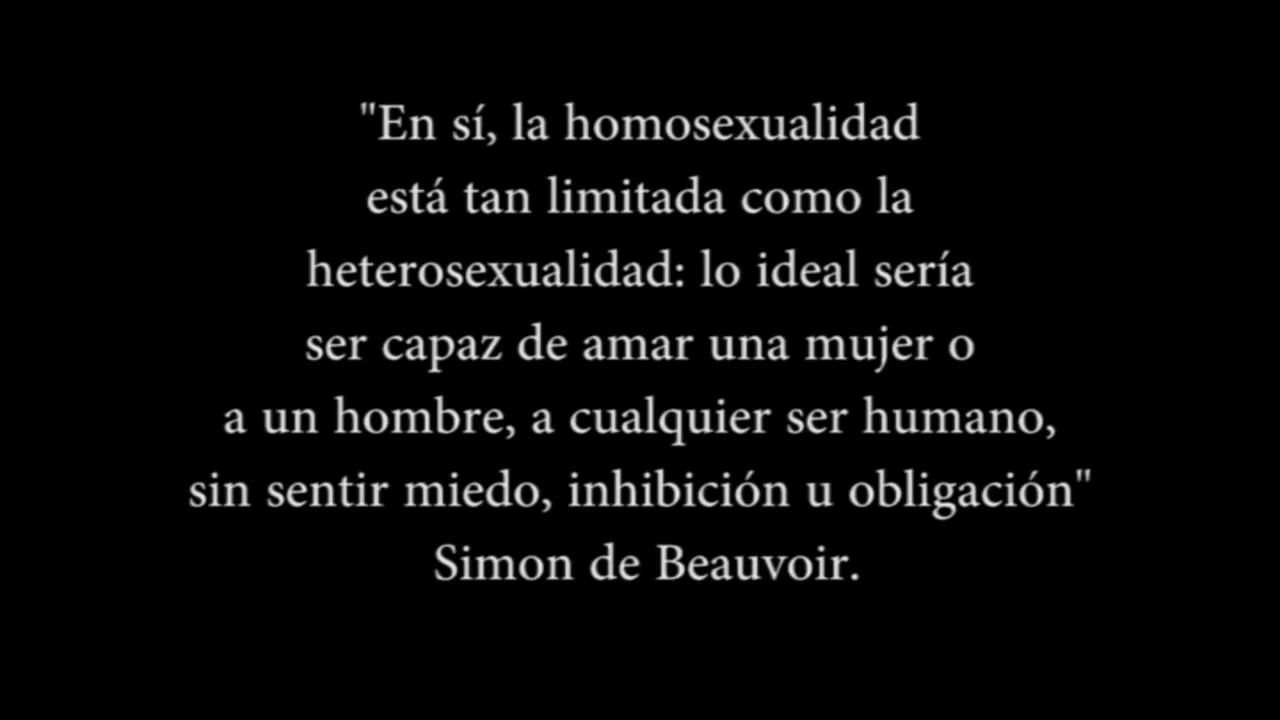 "En sí, la homosexualidad
está tan limitada como la
heterosexualidad: lo ideal sería
ser capaz de amar una mujer o
a un hombre, a cualquier ser humano,
sin sentir miedo, inhibición u obligación"
Simon de Beauvoir.